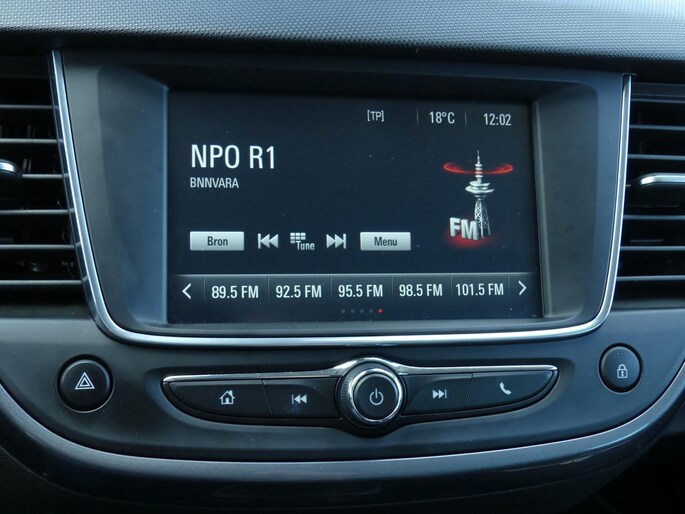 [TP] 18°C 12:02
NPO R1
BNNVARA
FM
Bron Tune Menu
89.5 FM 92.5 FM 95.5 FM 98.5 FM 101.5 FM